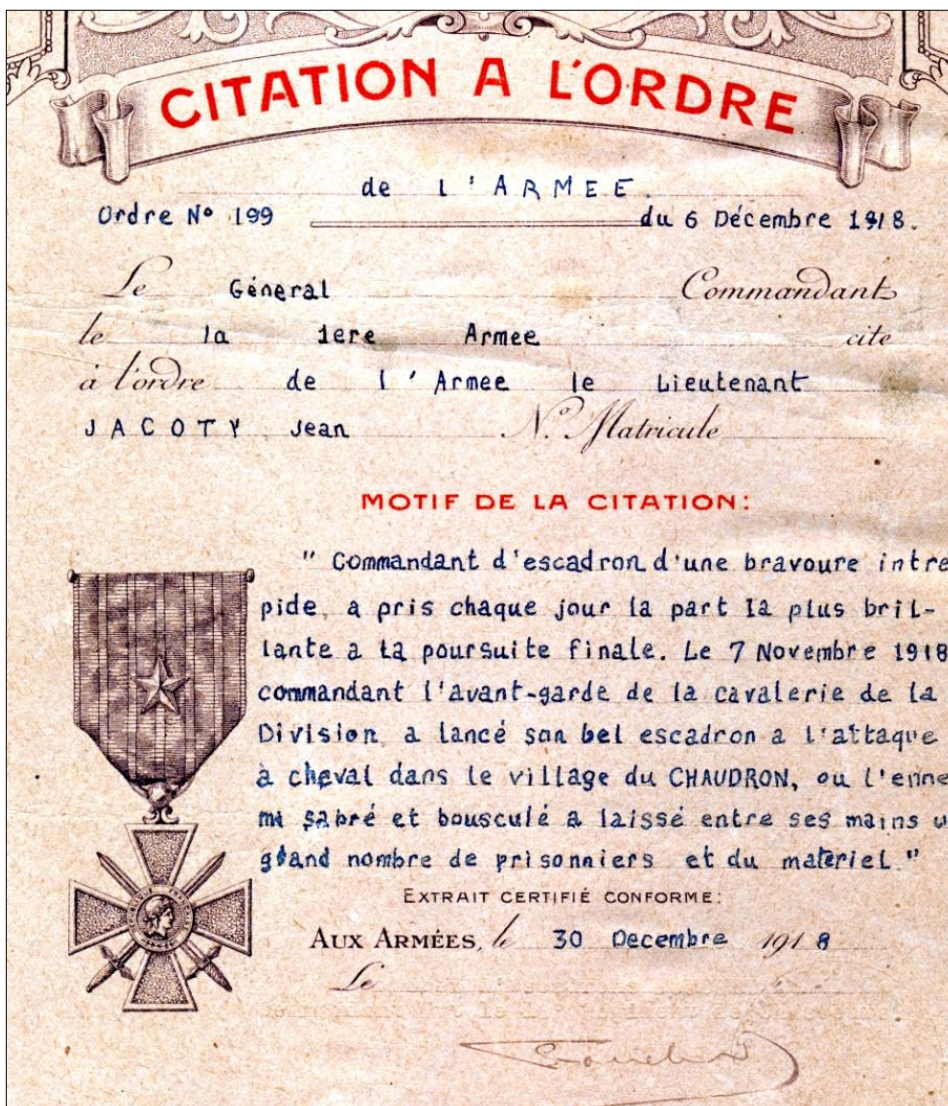 CITATION A L'ORDRE
de L'ARMEE.
Ordre Nº 199 du 6 Décembre 1918.
Le Géneral Commandant
le la 1ere Armee cite
à l'ordre de l'Armee le Lieutenant
JACOTY Jean Nº Matricule
MOTIF DE LA CITATION:
" Commandant d'escadron d'une bravoure intre
pide, a pris chaque jour la part la plus bril-
lante a la poursuite finale. Le 7 Novembre 1918
commandant l'avant-garde de la cavalerie de la
Division, a lancé son bel escadron a l'attaque
à cheval dans le village du CHAUDRON, ou l'enne
mi sabré et bousculé a laissé entre ses mains u
grand nombre de prisonniers et du materiel."
EXTRAIT CERTIFIÉ CONFORME:
AUX ARMÉES, le 30 Decembre 1918
Le